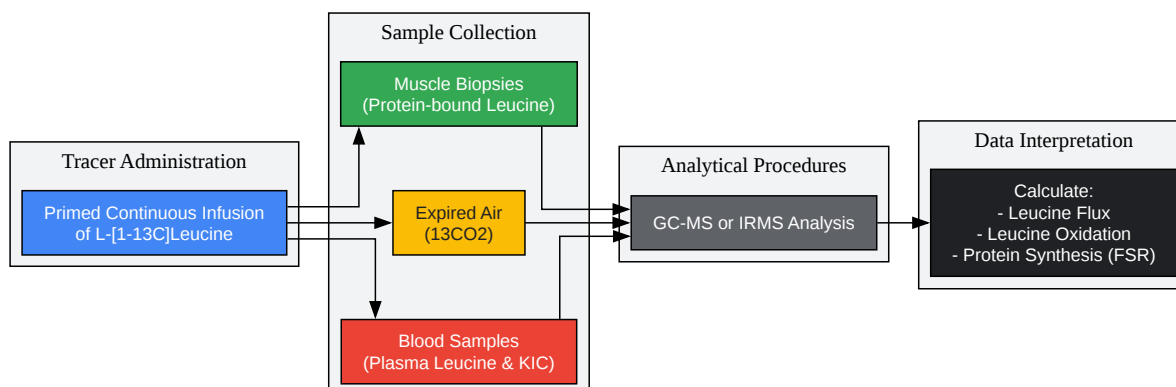 Tracer Administration
Primed Continuous Infusion
of L-[1-13C]Leucine
Sample Collection
Muscle Biopsies
(Protein-bound Leucine)
Expired Air
(13CO2)
Blood Samples
(Plasma Leucine & KIC)
Analytical Procedures
GC-MS or IRMS Analysis
Data Interpretation
Calculate:
- Leucine Flux
- Leucine Oxidation
- Protein Synthesis (FSR)